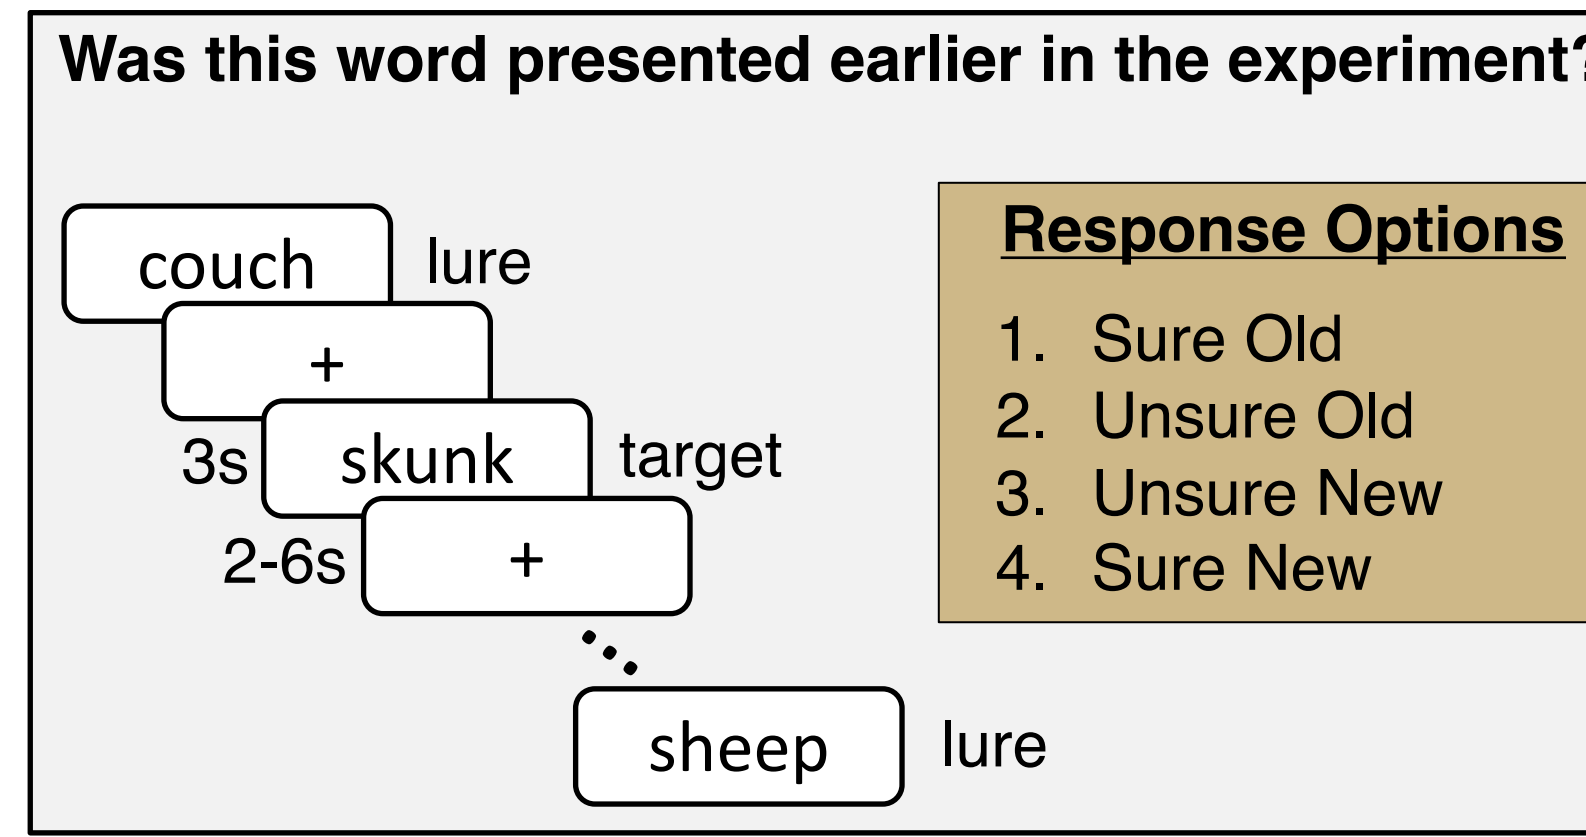 Was this word presented earlier in the experiment?
couch lure
+
3s skunk target
2-6s +
sheep lure
Response Options
1. Sure Old
2. Unsure Old
3. Unsure New
4. Sure New